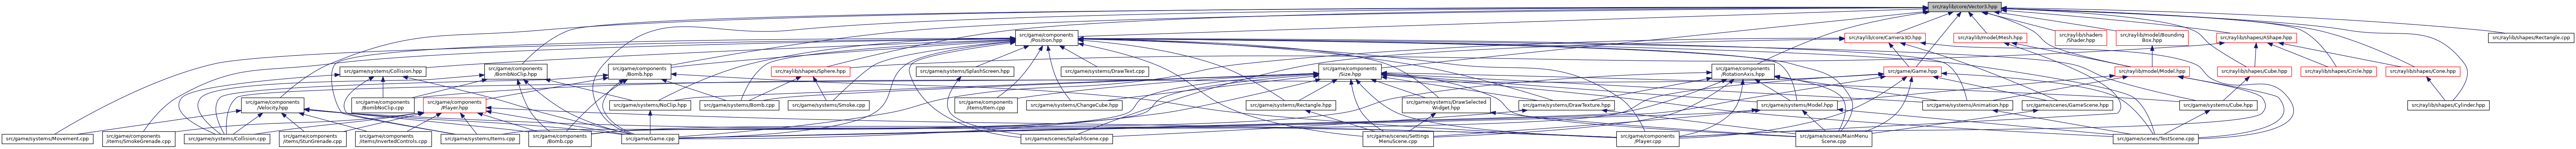 src/raylib/core/Vector3.hpp
src/game/components
/Position.hpp
src/raylib/core/Camera3D.hpp
src/raylib/model/Mesh.hpp
src/raylib/shaders
/Shader.hpp
src/raylib/model/Bounding
Box.hpp
src/raylib/shapes/AShape.hpp
src/raylib/shapes/Rectangle.cpp
src/game/systems/Collision.hpp
src/game/components
/BombNoClip.hpp
src/game/components
/Bomb.hpp
src/raylib/shapes/Sphere.hpp
src/game/systems/SplashScreen.hpp
src/game/systems/DrawText.cpp
src/game/components
/Size.hpp
src/game/components
/RotationAxis.hpp
src/game/Game.hpp
src/raylib/model/Model.hpp
src/raylib/shapes/Cube.hpp
src/raylib/shapes/Circle.hpp
src/raylib/shapes/Cone.hpp
src/game/components
/Velocity.hpp
src/game/components
/BombNoClip.cpp
src/game/components
/Player.hpp
src/game/systems/NoClip.hpp
src/game/systems/Bomb.cpp
src/game/systems/Smoke.cpp
src/game/components
/items/Item.cpp
src/game/systems/ChangeCube.hpp
src/game/systems/Rectangle.hpp
src/game/systems/DrawSelected
Widget.hpp
src/game/systems/DrawTexture.hpp
src/game/systems/Model.hpp
src/game/systems/Animation.hpp
src/game/scenes/GameScene.hpp
src/game/systems/Cube.hpp
src/raylib/shapes/Cylinder.hpp
src/game/systems/Movement.cpp
src/game/components
/items/SmokeGrenade.cpp
src/game/systems/Collision.cpp
src/game/components
/items/StunGrenade.cpp
src/game/components
/items/InvertedControls.cpp
src/game/systems/Items.cpp
src/game/components
/Bomb.cpp
src/game/Game.cpp
src/game/scenes/SplashScene.cpp
src/game/scenes/Settings
MenuScene.cpp
src/game/components
/Player.cpp
src/game/scenes/MainMenu
Scene.cpp
src/game/scenes/TestScene.cpp